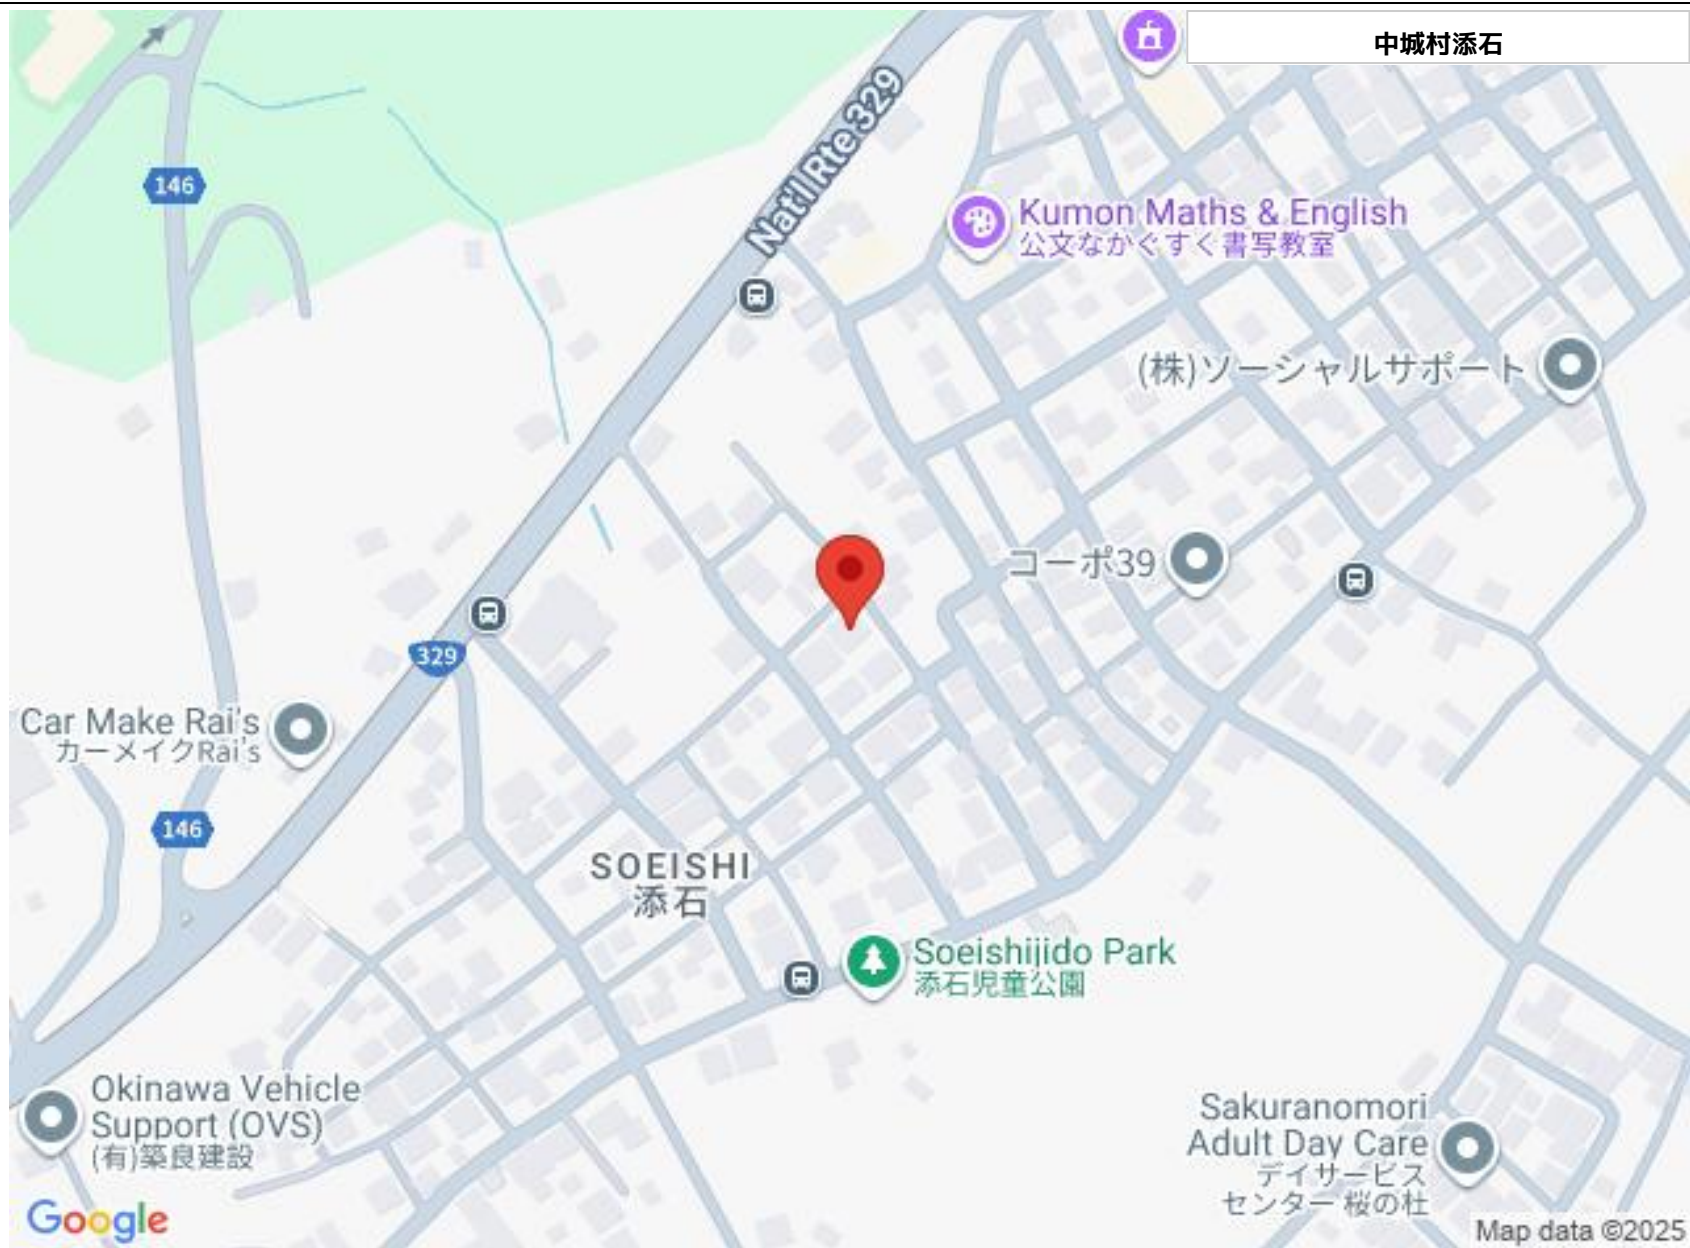 中城村添石
146
Nat'l Rte 329
Kumon Maths & English
公文なかぐすく書写教室
(株)ソーシャルサポート
コーポ39
329
Car Make Rai's
カーメイクRai's
146
SOEISHI
添石
Soeishijido Park
添石児童公園
Okinawa Vehicle
Support (OVS)
(有)築良建設
Sakuranomori
Adult Day Care
デイサービス
センター 桜の杜
Google
Map data ©2025